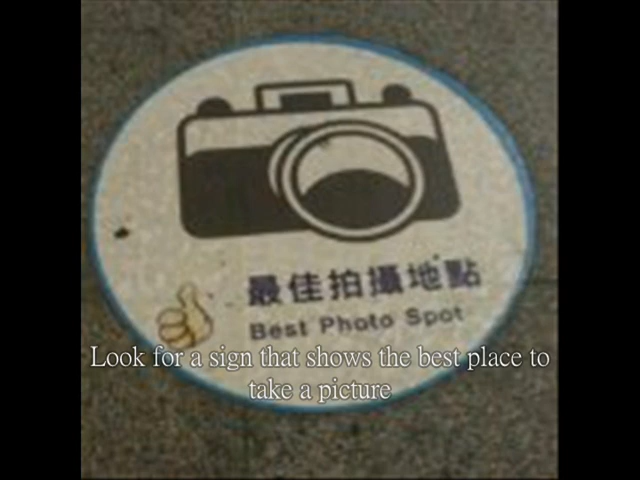 最佳拍攝地點
Best Photo Spot
Look for a sign that shows the best place to
take a picture